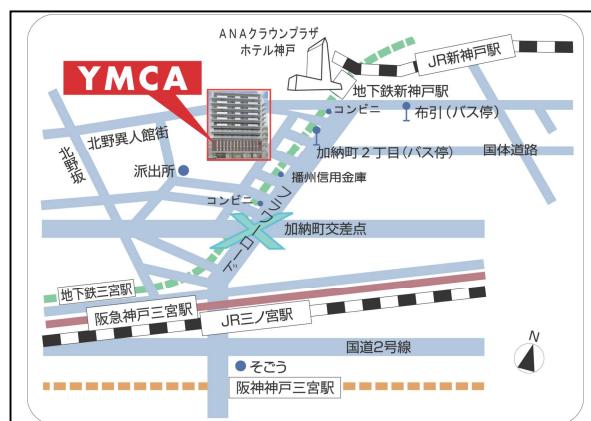 ANAクラウンプラザ
ホテル神戸
JR新神戸駅
YMCA
地下鉄新神戸駅
コンビニ
布引（バス停）
北野異人館街
加納町２丁目（バス停）
国体道路
北野坂
派出所
播州信用金庫
コンビニ
フラワーロード
加納町交差点
地下鉄三宮駅
阪急神戸三宮駅
JR三ノ宮駅
国道2号線
N
そごう
阪神神戸三宮駅